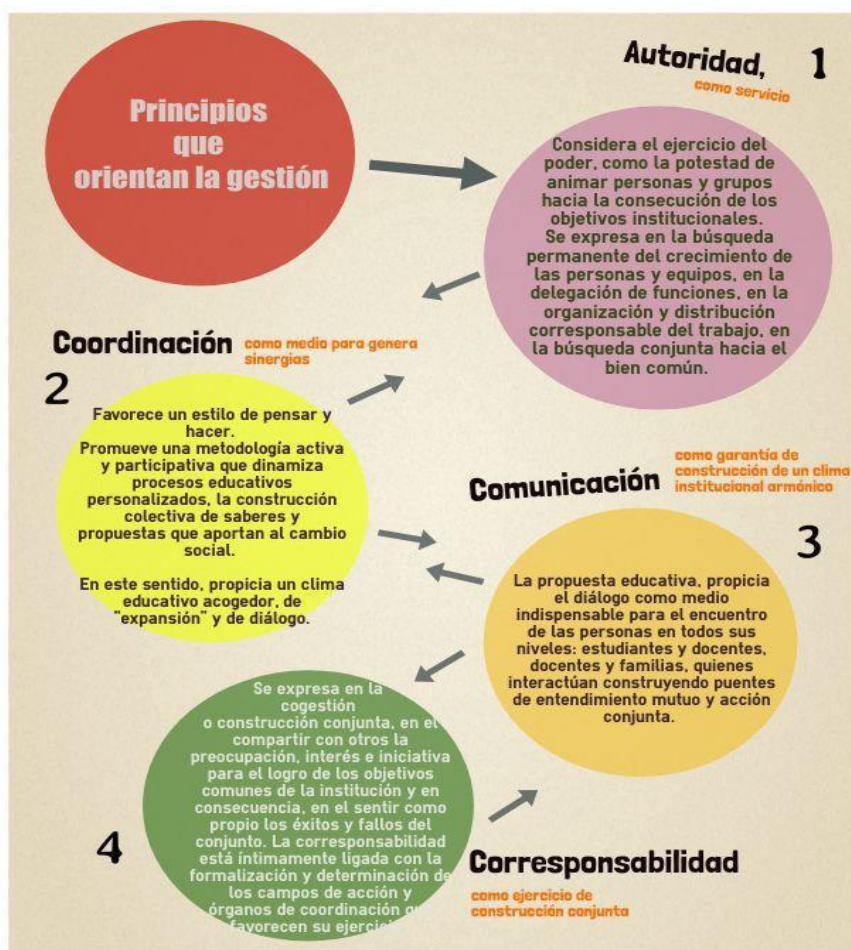 Principios
que
orientan la gestión
Autoridad,
como servicio
1
Considera el ejercicio del
poder, como la potestad de
animar personas y grupos
hacia la consecución de los
objetivos institucionales.
Se expresa en la búsqueda
permanente del crecimiento de
las personas y equipos, en la
delegación de funciones, en la
organización y distribución
corresponsable del trabajo, en
la búsqueda conjunta hacia el
bien común.
Coordinación
como medio para genera
sinergias
2
Favorece un estilo de pensar y
hacer.
Promueve una metodología activa
y participativa que dinamiza
procesos educativos
personalizados, la construcción
colectiva de saberes y
propuestas que aportan al cambio
social.
En este sentido, propicia un clima
educativo acogedor, de
"expansión" y de diálogo.
Comunicación
como garantía de
construcción de un clima
institucional armónico
3
La propuesta educativa, propicia
el diálogo como medio
indispensable para el encuentro
de las personas en todos sus
niveles: estudiantes y docentes,
docentes y familias, quienes
interactúan construyendo puentes
de entendimiento mutuo y acción
conjunta.
4
Se expresa en la
cogestión
o construcción conjunta, en el
compartir con otros la
preocupación, interés e iniciativa
para el logro de los objetivos
comunes de la institución y en
consecuencia, en el sentir como
propio los éxitos y fallos del
conjunto. La corresponsabilidad
está íntimamente ligada con la
formalización y determinación de
los campos de acción y
órganos de coordinación
favorecen su
Corresponsabilidad
como ejercicio de
construcción conjunta